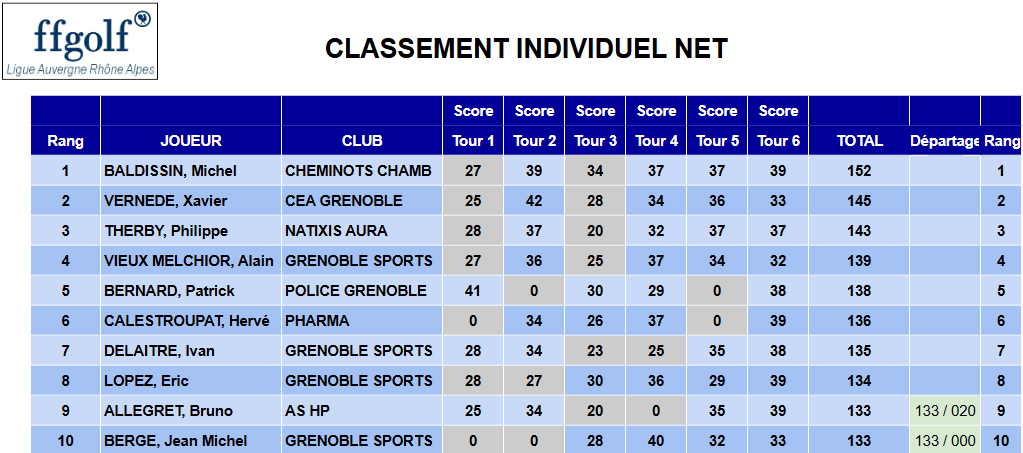 ffgolf
Ligue Auvergne Rhône Alpes
CLASSEMENT INDIVIDUEL NET
Score Score Score Score Score Score
Rang JOUEUR CLUB Tour 1 Tour 2 Tour 3 Tour 4 Tour 5 Tour 6 TOTAL Départage Rang
1 BALDISSIN, Michel CHEMINOTS CHAMB 27 39 34 37 37 39 152 1
2 VERNEDE, Xavier CEA GRENOBLE 25 42 28 34 36 33 145 2
3 THERBY, Philippe NATIXIS AURA 28 37 20 32 37 37 143 3
4 VIEUX MELCHIOR, Alain GRENOBLE SPORTS 27 36 25 37 34 32 139 4
5 BERNARD, Patrick POLICE GRENOBLE 41 0 30 29 0 38 138 5
6 CALESTROUPAT, Hervé PHARMA 0 34 26 37 0 39 136 6
7 DELAITRE, Ivan GRENOBLE SPORTS 28 34 23 25 35 38 135 7
8 LOPEZ, Eric GRENOBLE SPORTS 28 27 30 36 29 39 134 8
9 ALLEGRET, Bruno AS HP 25 34 20 0 35 39 133 133 / 020 9
10 BERGE, Jean Michel GRENOBLE SPORTS 0 0 28 40 32 33 133 133 / 000 10